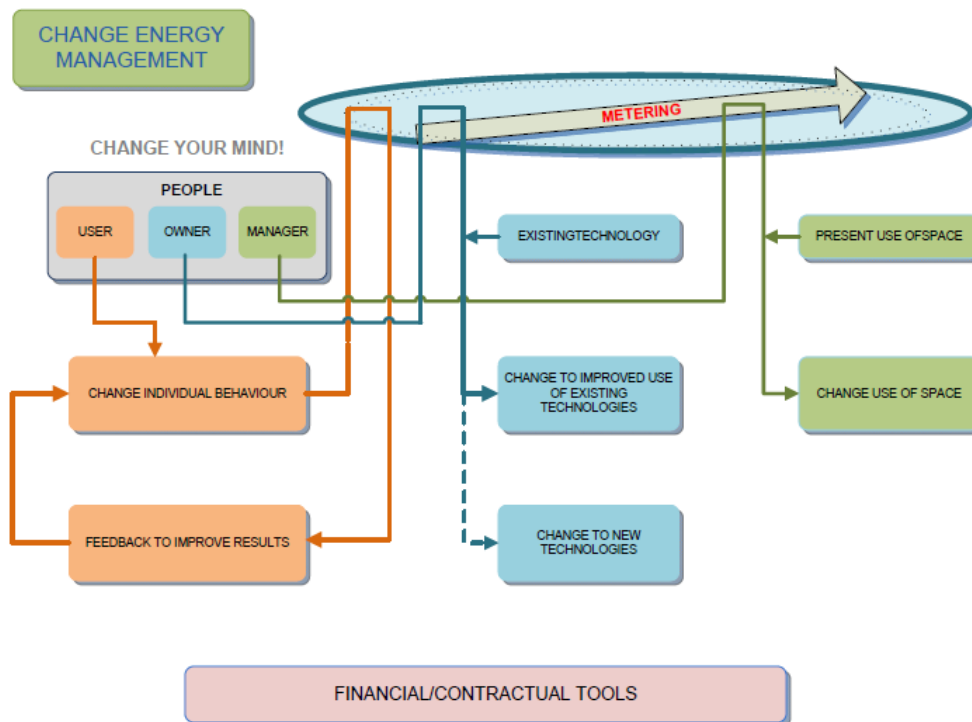 CHANGE ENERGY
MANAGEMENT
METERING
CHANGE YOUR MIND!
PEOPLE
USER
OWNER
MANAGER
EXISTINGTECHNOLOGY
PRESENT USE OFSPACE
CHANGE INDIVIDUAL BEHAVIOUR
CHANGE TO IMPROVED USE
OF EXISTING
TECHNOLOGIES
CHANGE USE OF SPACE
FEEDBACK TO IMPROVE RESULTS
CHANGE TO NEW
TECHNOLOGIES
FINANCIAL/CONTRACTUAL TOOLS